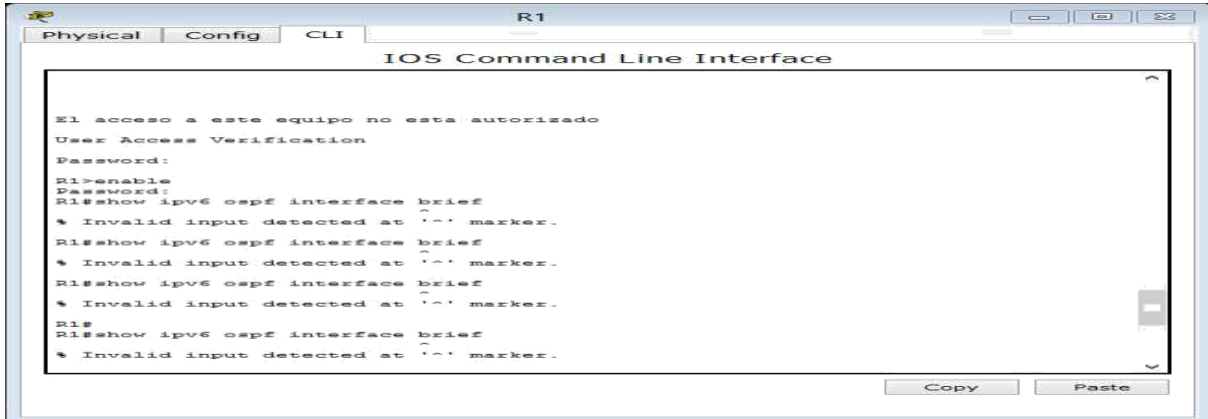 R1
Physical Config CLI
IOS Command Line Interface
El acceso a este equipo no esta autorizado
User Access Verification
Password:
R1>enable
Password:
R1#show ipv6 ospf interface brief
^
% Invalid input detected at '^' marker.
R1#show ipv6 ospf interface brief
^
% Invalid input detected at '^' marker.
R1#show ipv6 ospf interface brief
^
% Invalid input detected at '^' marker.
R1#
R1#show ipv6 ospf interface brief
^
% Invalid input detected at '^' marker.
Copy Paste